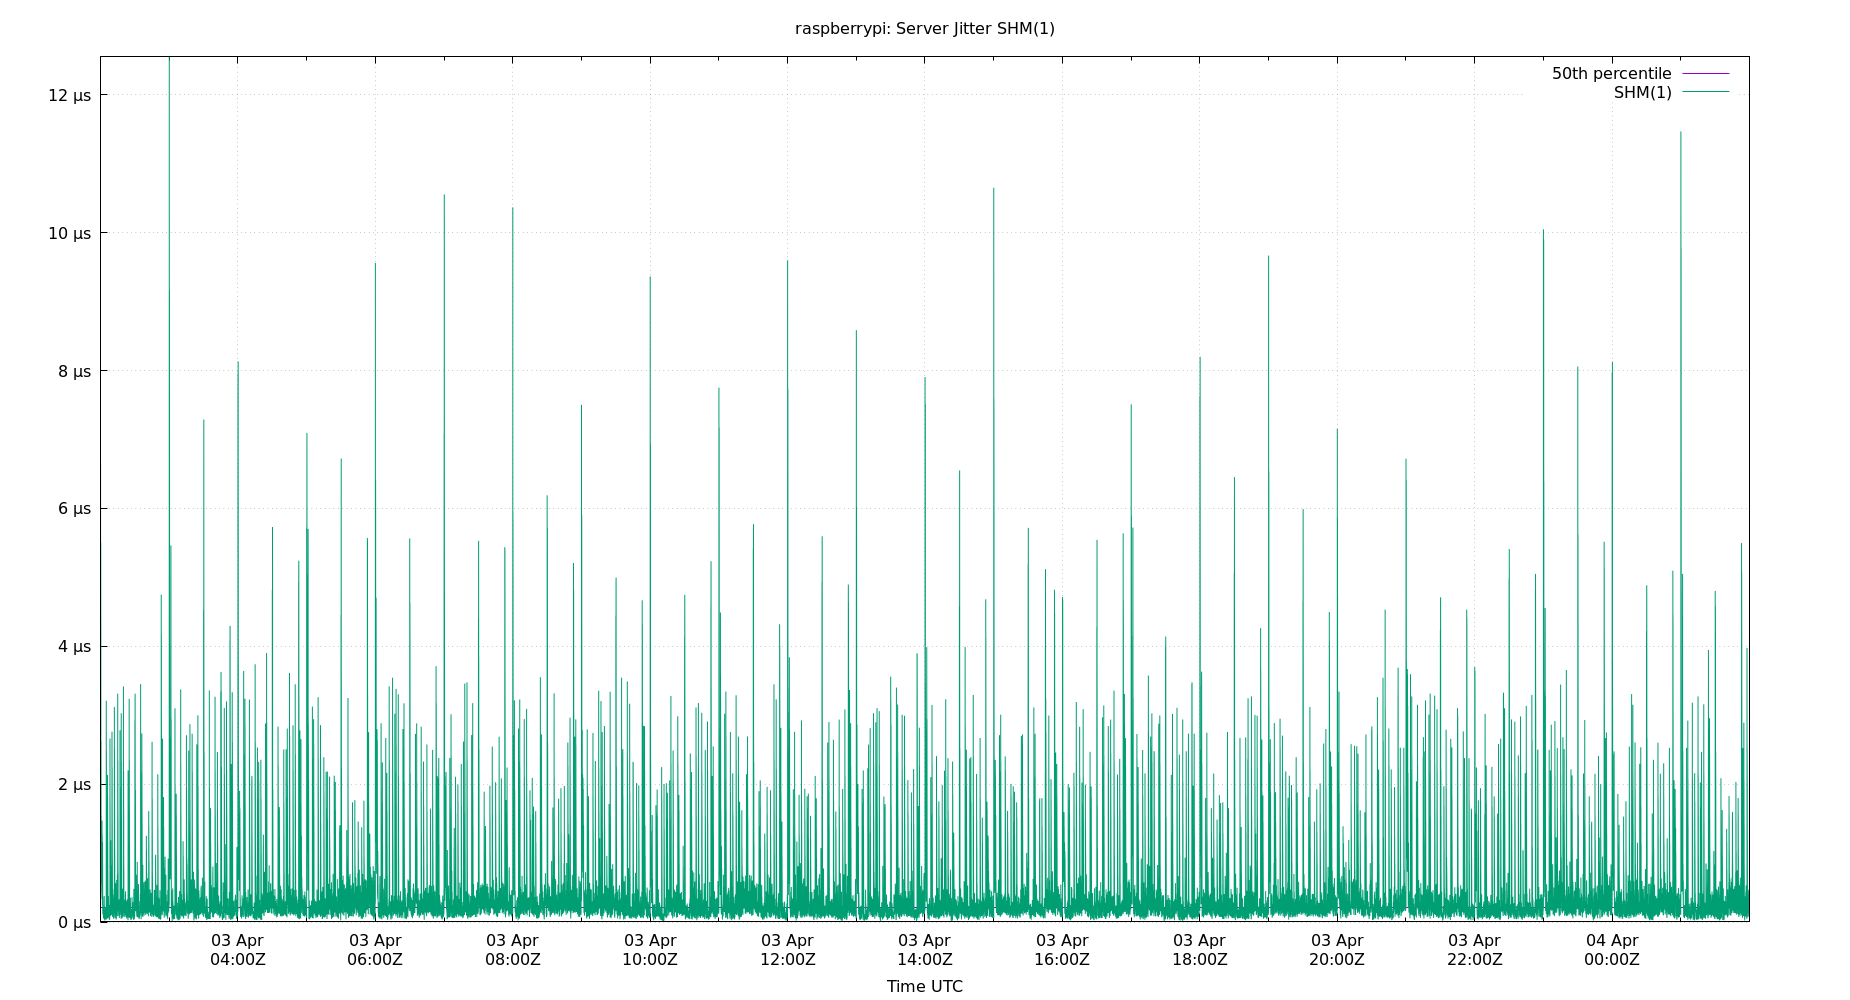 raspberrypi: Server Jitter SHM(1)
50th percentile
SHM(1)
12 µs
10 µs
8 µs
6 µs
4 µs
2 µs
0 µs
03 Apr 03 Apr 03 Apr 03 Apr 03 Apr 03 Apr 03 Apr 03 Apr 03 Apr 03 Apr 04 Apr
04:00Z 06:00Z 08:00Z 10:00Z 12:00Z 14:00Z 16:00Z 18:00Z 20:00Z 22:00Z 00:00Z
Time UTC